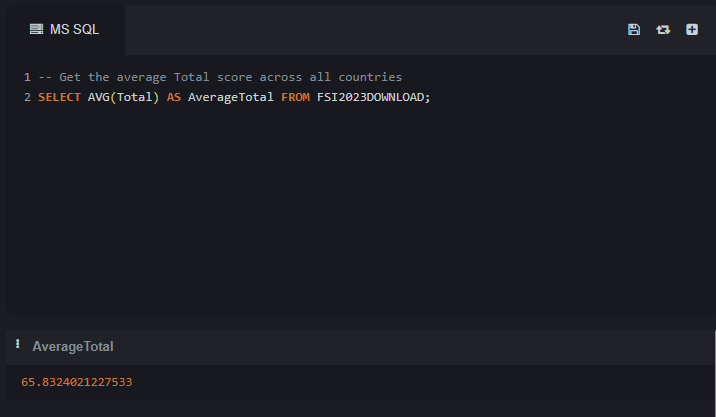 MS SQL
1 -- Get the average Total score across all countries
2 SELECT AVG(Total) AS AverageTotal FROM FSI2023DOWNLOAD;
AverageTotal
65.8324021227533